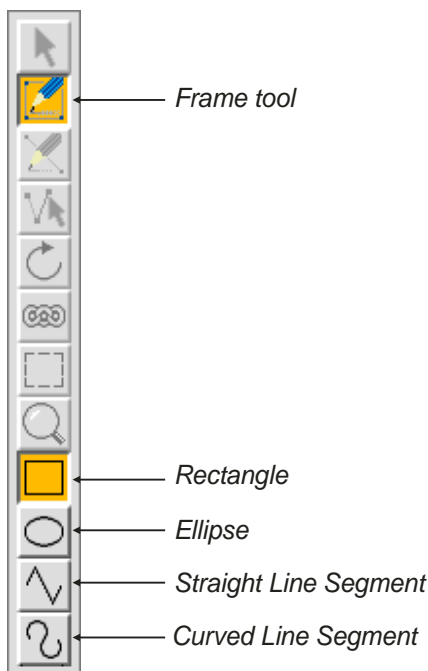 Frame tool
Rectangle
Ellipse
Straight Line Segment
Curved Line Segment